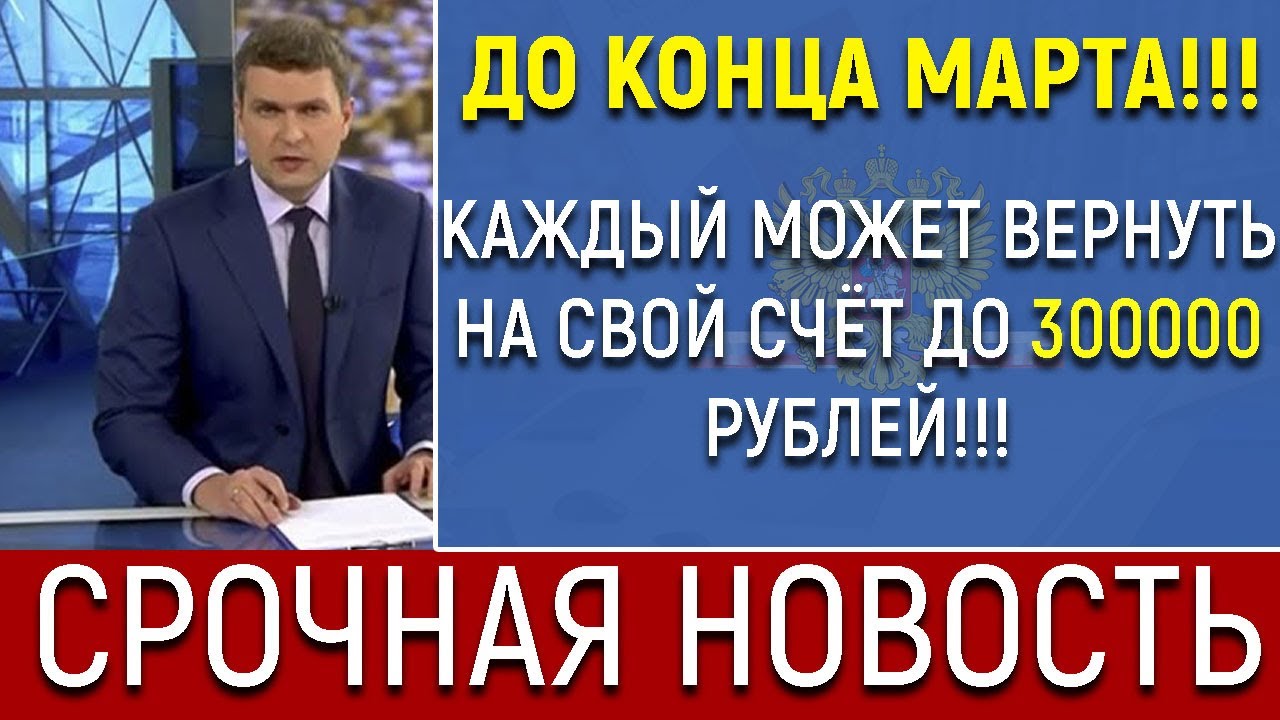 ДО КОНЦА МАРТА!!!
КАЖДЫЙ МОЖЕТ ВЕРНУТЬ
НА СВОЙ СЧЁТ ДО 300000
РУБЛЕЙ!!!
СРОЧНАЯ НОВОСТЬ